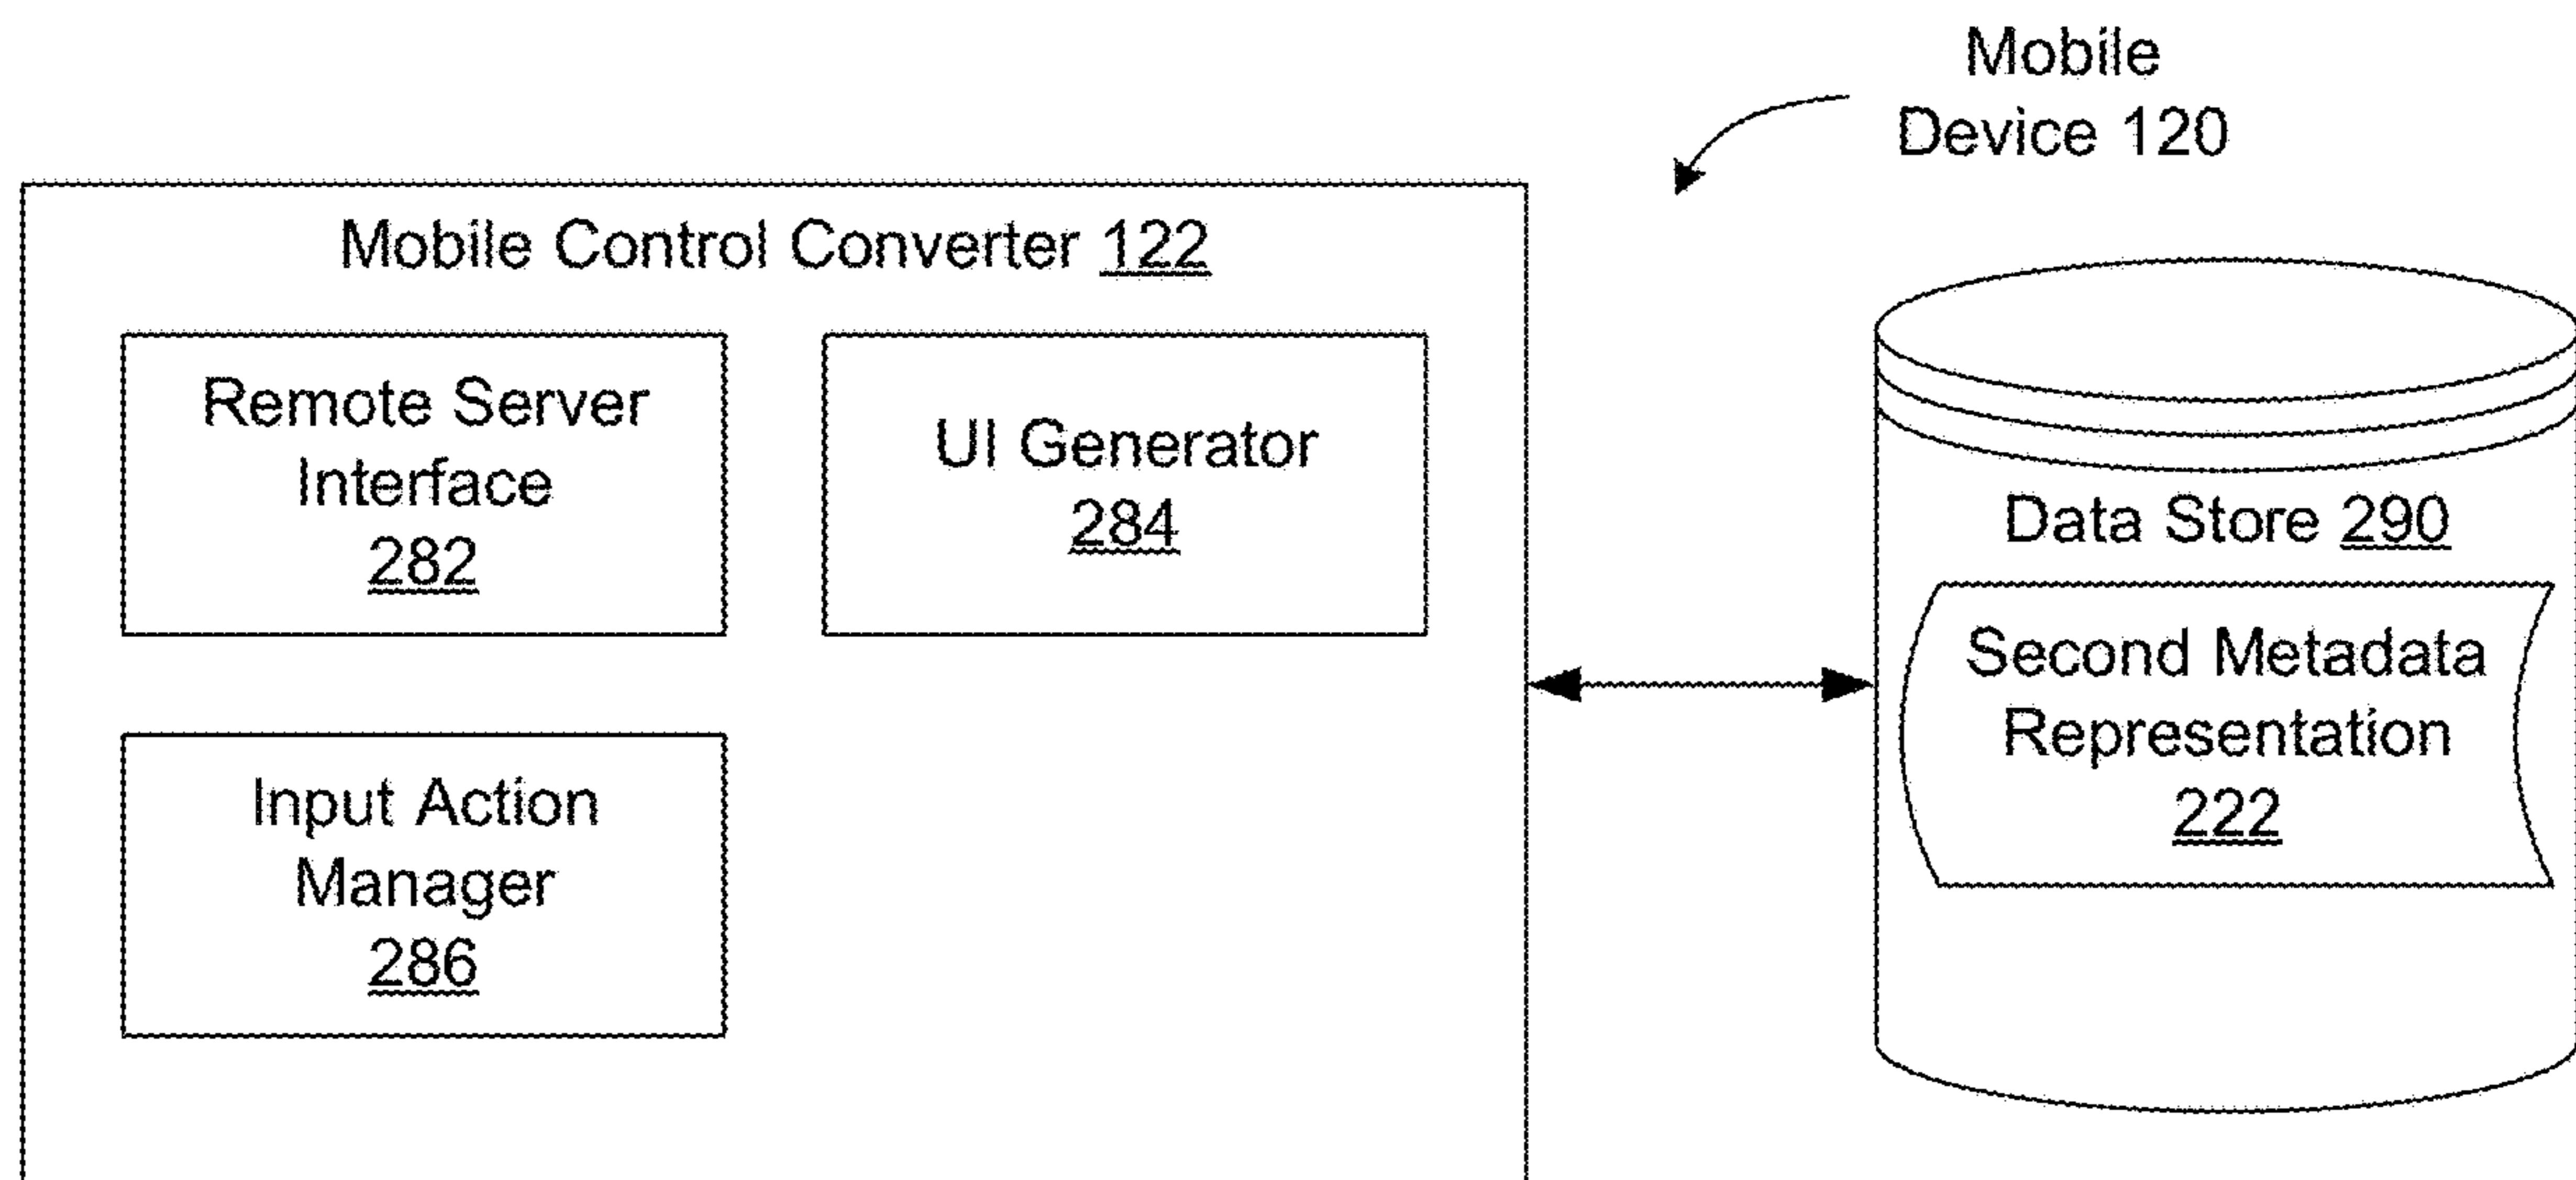 Mobile
Device 120
Mobile Control Converter 122
Remote Server
Interface
282
UI Generator
284
Input Action
Manager
286
Data Store 290
Second Metadata
Representation
222